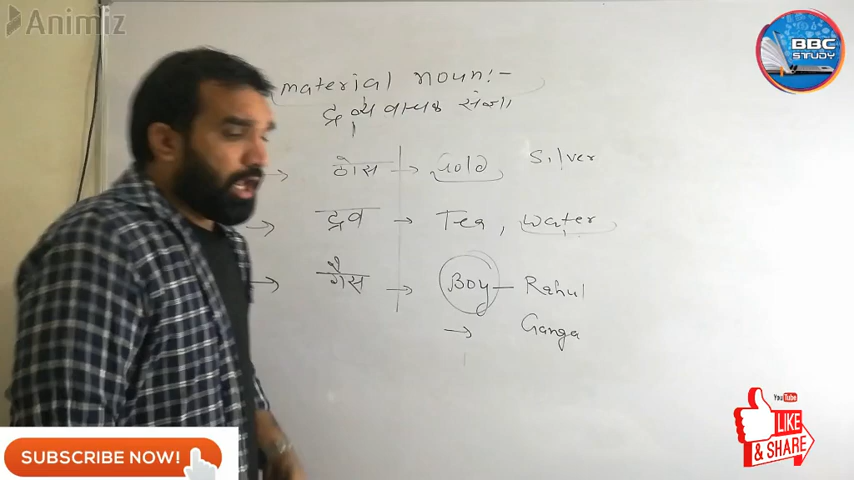 Animiz
BBC
STUDY
material noun:-
द्रव्य वाचक संज्ञा
→ ठोस → Gold Silver
→ द्रव → Tea, water
→ गैस → Boy - Rahul
→ Ganga
YouTube
LIKE
& SHARE
SUBSCRIBE NOW!